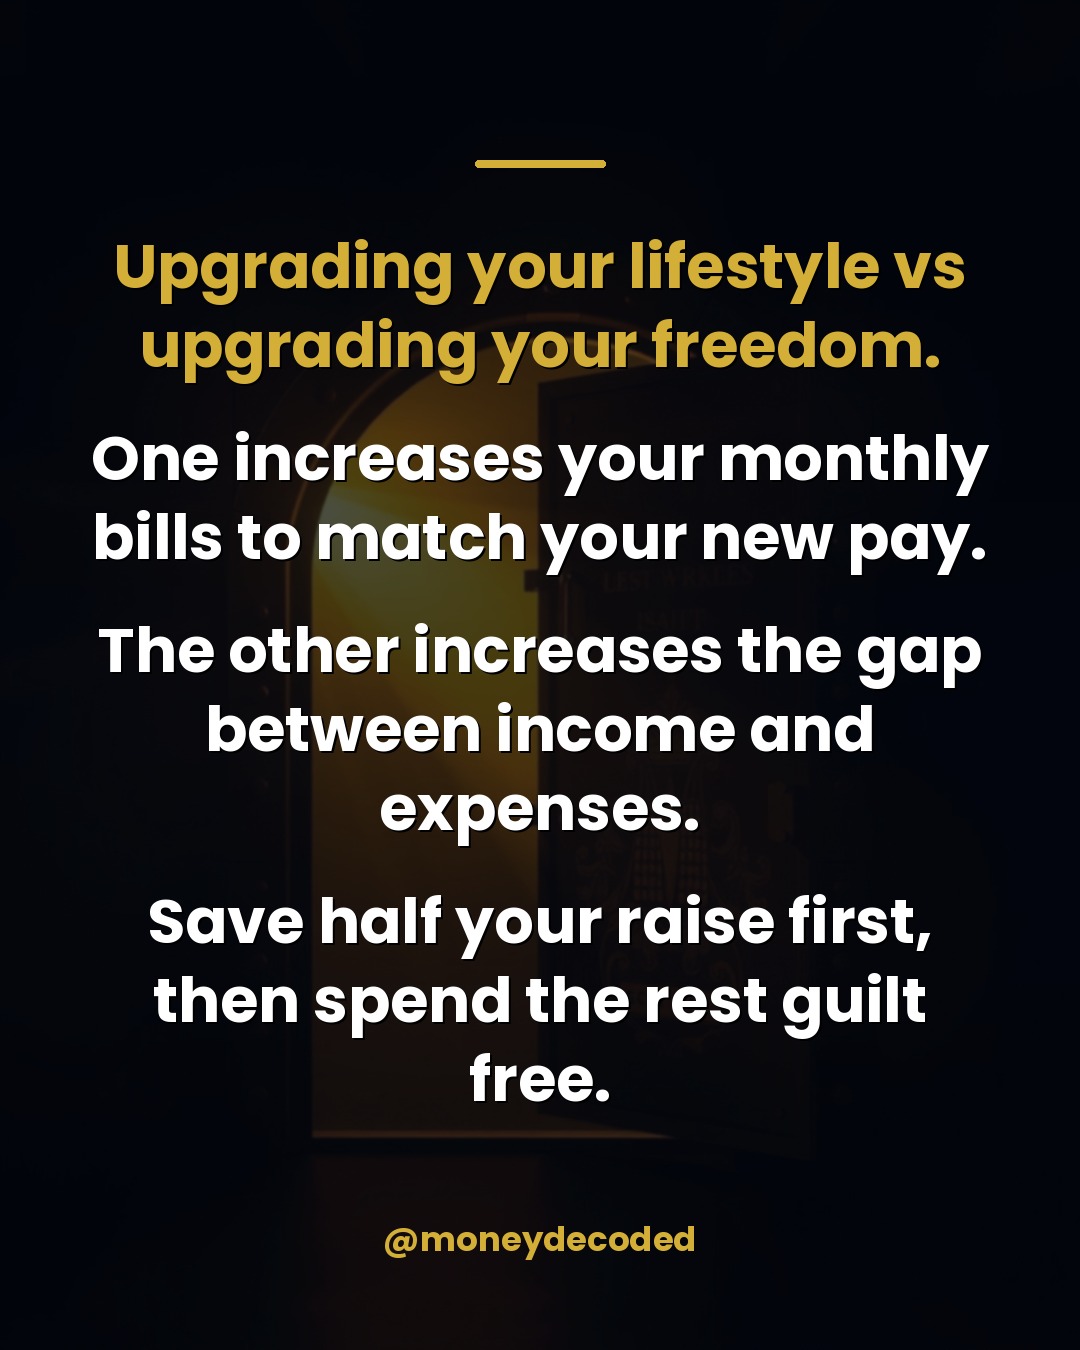 Upgrading your lifestyle vs
upgrading your freedom.
One increases your monthly
bills to match your new pay.
The other increases the gap
between income and
expenses.
Save half your raise first,
then spend the rest guilt
free.
@moneydecoded